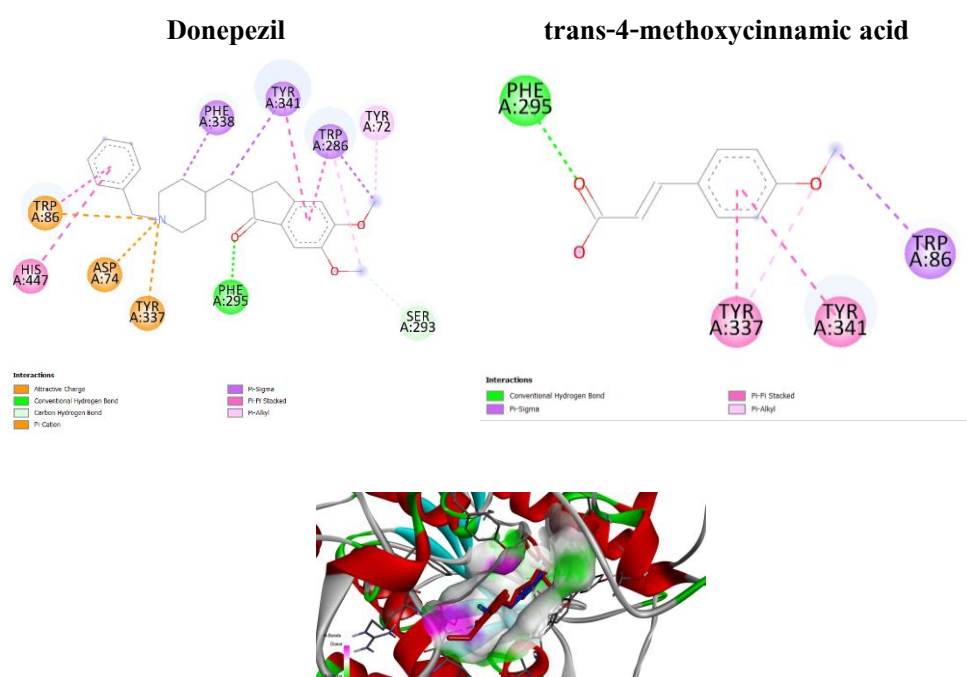 Donepezil
trans-4-methoxycinnamic acid
PHE
A:338
TYR
A:341
TRP
A:286
TYR
A:72
TRP
A:86
HIS
A:447
ASP
A:74
TYR
A:337
N
O
O
O
PHE
A:295
SER
A:293
Interactions
Attractive Charge
Conventional Hydrogen Bond
Carbon Hydrogen Bond
Pi-Cation
Pi-Sigma
Pi-Pi Stacked
Pi-Alkyl
PHE
A:295
O
O
O
TRP
A:86
TYR
A:337
TYR
A:341
Interactions
Conventional Hydrogen Bond
Pi-Sigma
Pi-Pi Stacked
Pi-Alkyl